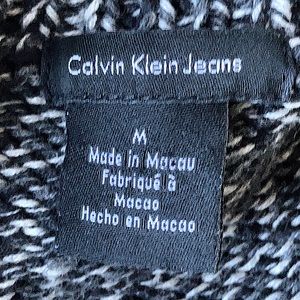 Calvin Klein Jeans
M
Made in Macau
Fabriqué à
Macao
Hecho en Macao